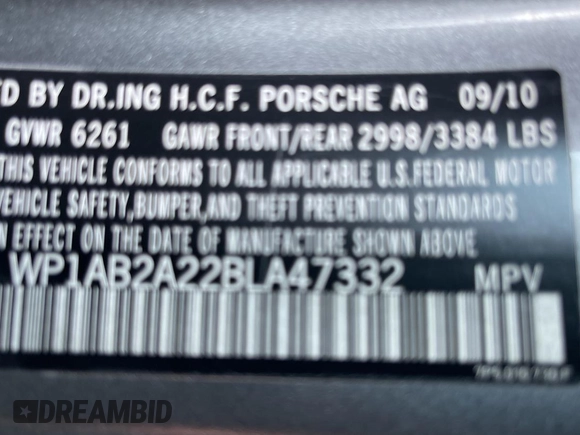 D BY DR.ING H.C.F. PORSCHE AG 09/10
GVWR 6261 GAWR FRONT/REAR 2998/3384 LBS
THIS VEHICLE CONFORMS TO ALL APPLICABLE U.S.FEDERAL MOTOR
VEHICLE SAFETY,BUMPER,AND THEFT PREVENTION STANDARDS
N EFFECT ON THE DATE OF MANUFACTURE SHOWN ABOVE
WP1AB2A22BLA47332 MPV
DREAMBID